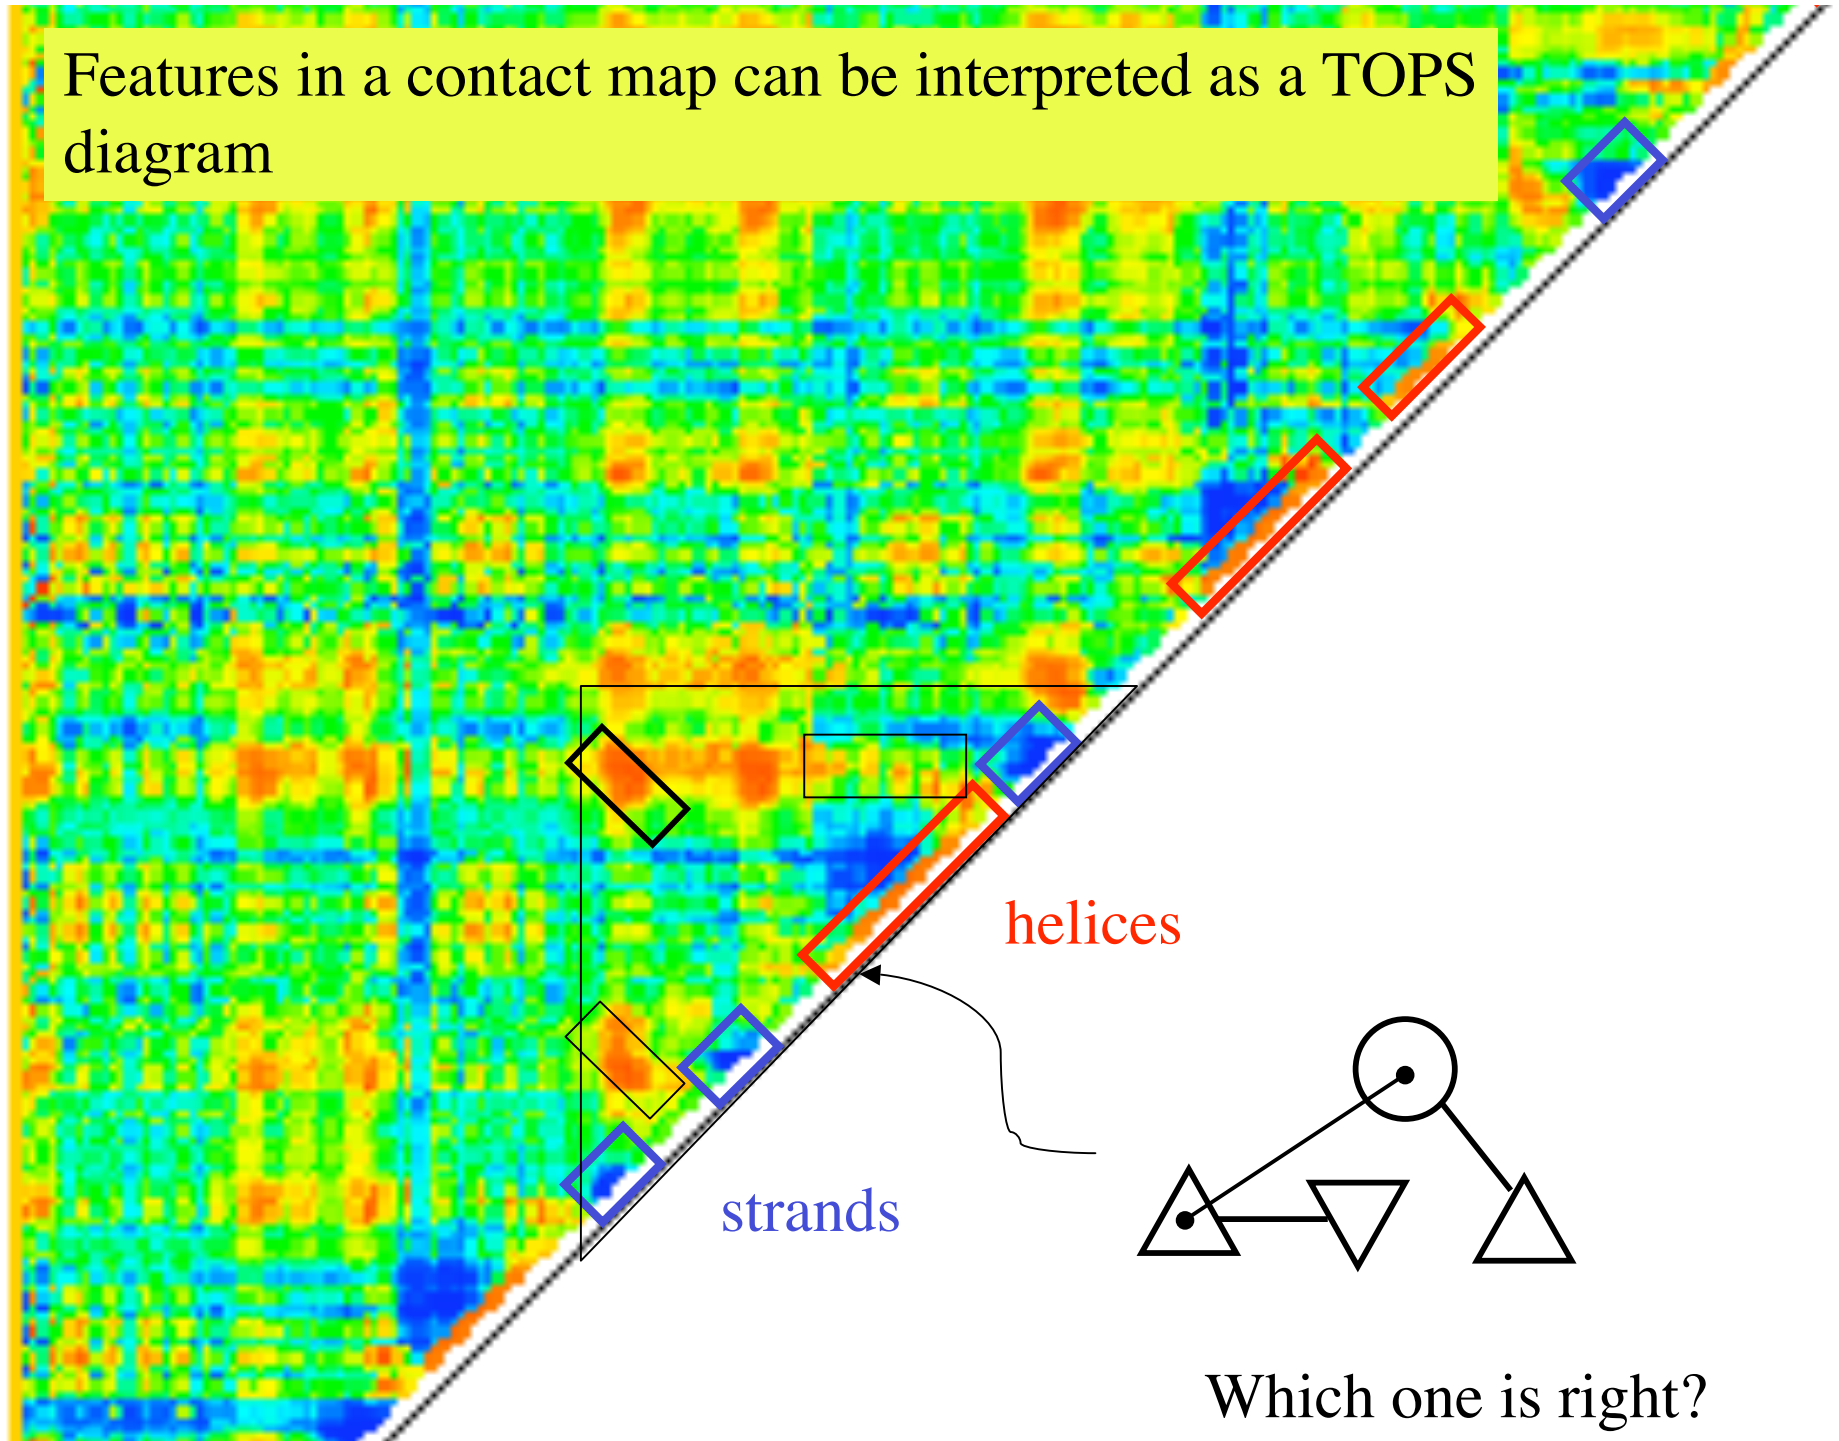 Features in a contact map can be interpreted as a TOPS
diagram
helices
strands
Which one is right?